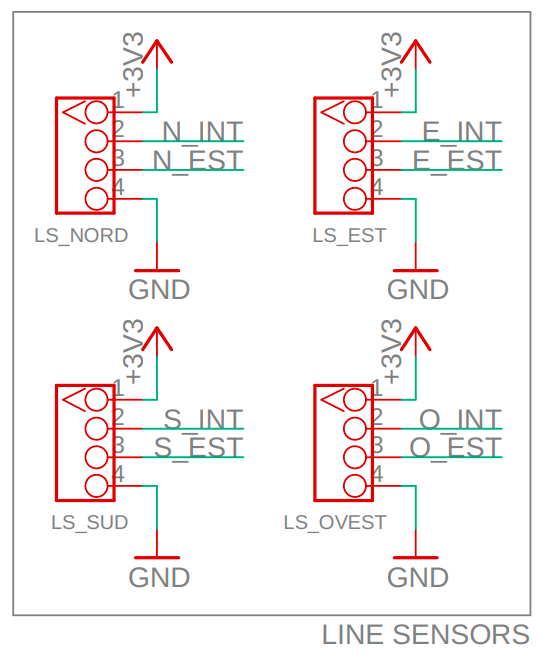 +3V3
1
2 N_INT
3 N_EST
4
LS_NORD
GND
+3V3
1
2 E_INT
3 E_EST
4
LS_EST
GND
+3V3
1
2 S_INT
3 S_EST
4
LS_SUD
GND
+3V3
1
2 O_INT
3 O_EST
4
LS_OVEST
GND
LINE SENSORS